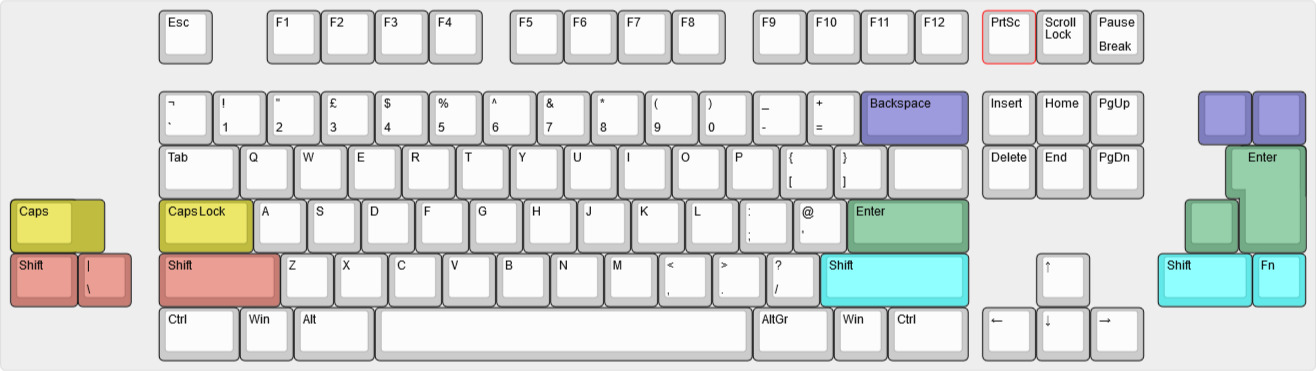 Esc F1 F2 F3 F4 F5 F6 F7 F8 F9 F10 F11 F12 PrtSc Scroll Lock Pause Break
¬ ` ! 1 " 2 £ 3 $ 4 % 5 ^ 6 & 7 * 8 ( 9 ) 0 _ - + = Backspace Insert Home PgUp
Tab Q W E R T Y U I O P { [ } ] Delete End PgDn Enter
Caps Caps Lock A S D F G H J K L : ; @ ' Enter
Shift | \ Shift Z X C V B N M < , > . ? / Shift ↑ Shift Fn
Ctrl Win Alt AltGr Win Ctrl ← ↓ →